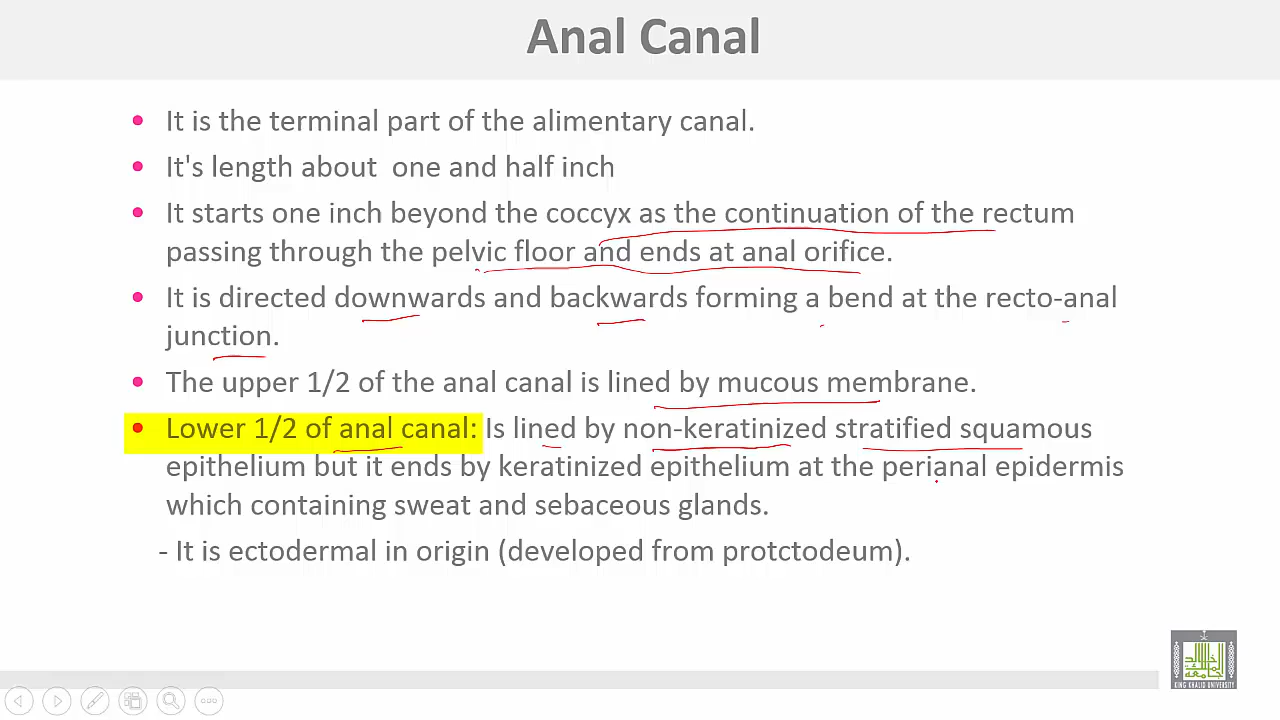 Anal Canal
• It is the terminal part of the alimentary canal.
• It's length about one and half inch
• It starts one inch beyond the coccyx as the continuation of the rectum
passing through the pelvic floor and ends at anal orifice.
• It is directed downwards and backwards forming a bend at the recto-anal
junction.
• The upper 1/2 of the anal canal is lined by mucous membrane.
• Lower 1/2 of anal canal: Is lined by non-keratinized stratified squamous
epithelium but it ends by keratinized epithelium at the perianal epidermis
which containing sweat and sebaceous glands.
- It is ectodermal in origin (developed from protctodeum).
KING KHALID UNIVERSITY